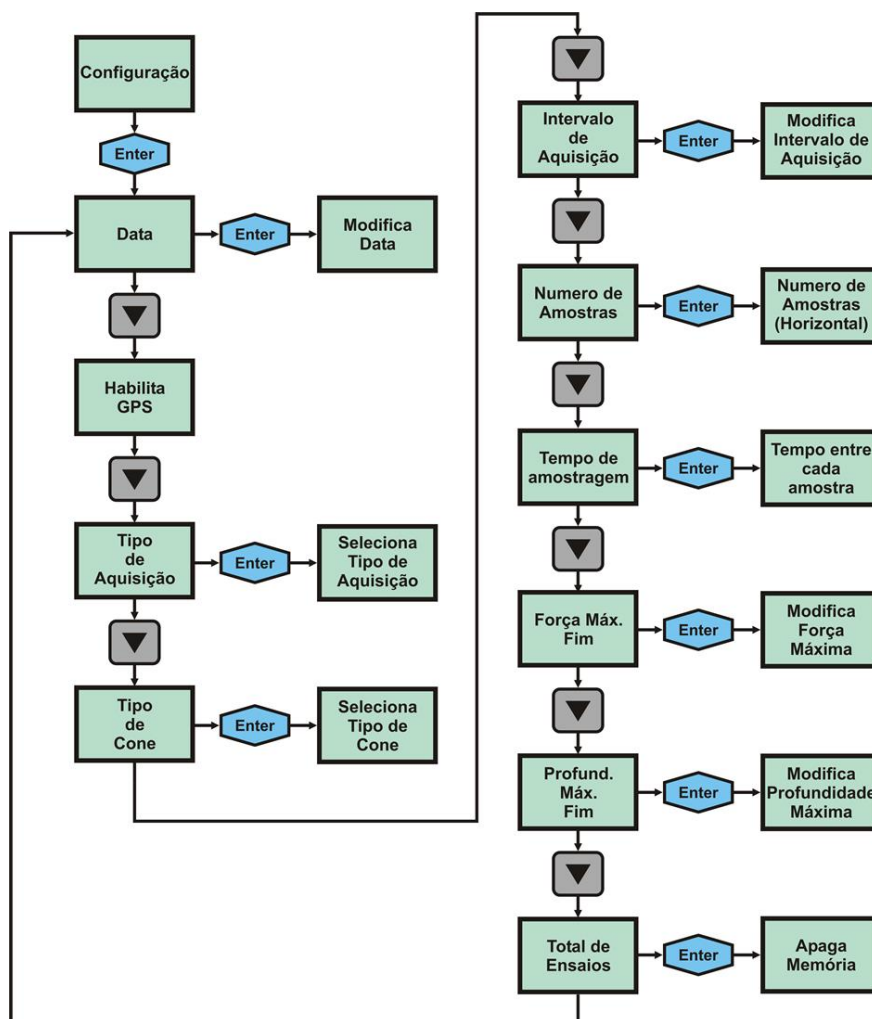 Configuração
Enter
Data
Enter
Modifica
Data
Habilita
GPS
Tipo
de
Aquisição
Enter
Seleciona
Tipo de
Aquisição
Tipo
de
Cone
Enter
Seleciona
Tipo de
Cone
Intervalo
de
Aquisição
Enter
Modifica
Intervalo de
Aquisição
Numero de
Amostras
Enter
Numero de
Amostras
(Horizontal)
Tempo de
amostragem
Enter
Tempo entre
cada
amostra
Força Máx.
Fim
Enter
Modifica
Força
Máxima
Profund.
Máx.
Fim
Enter
Modifica
Profundidade
Máxima
Total de
Ensaios
Enter
Apaga
Memória